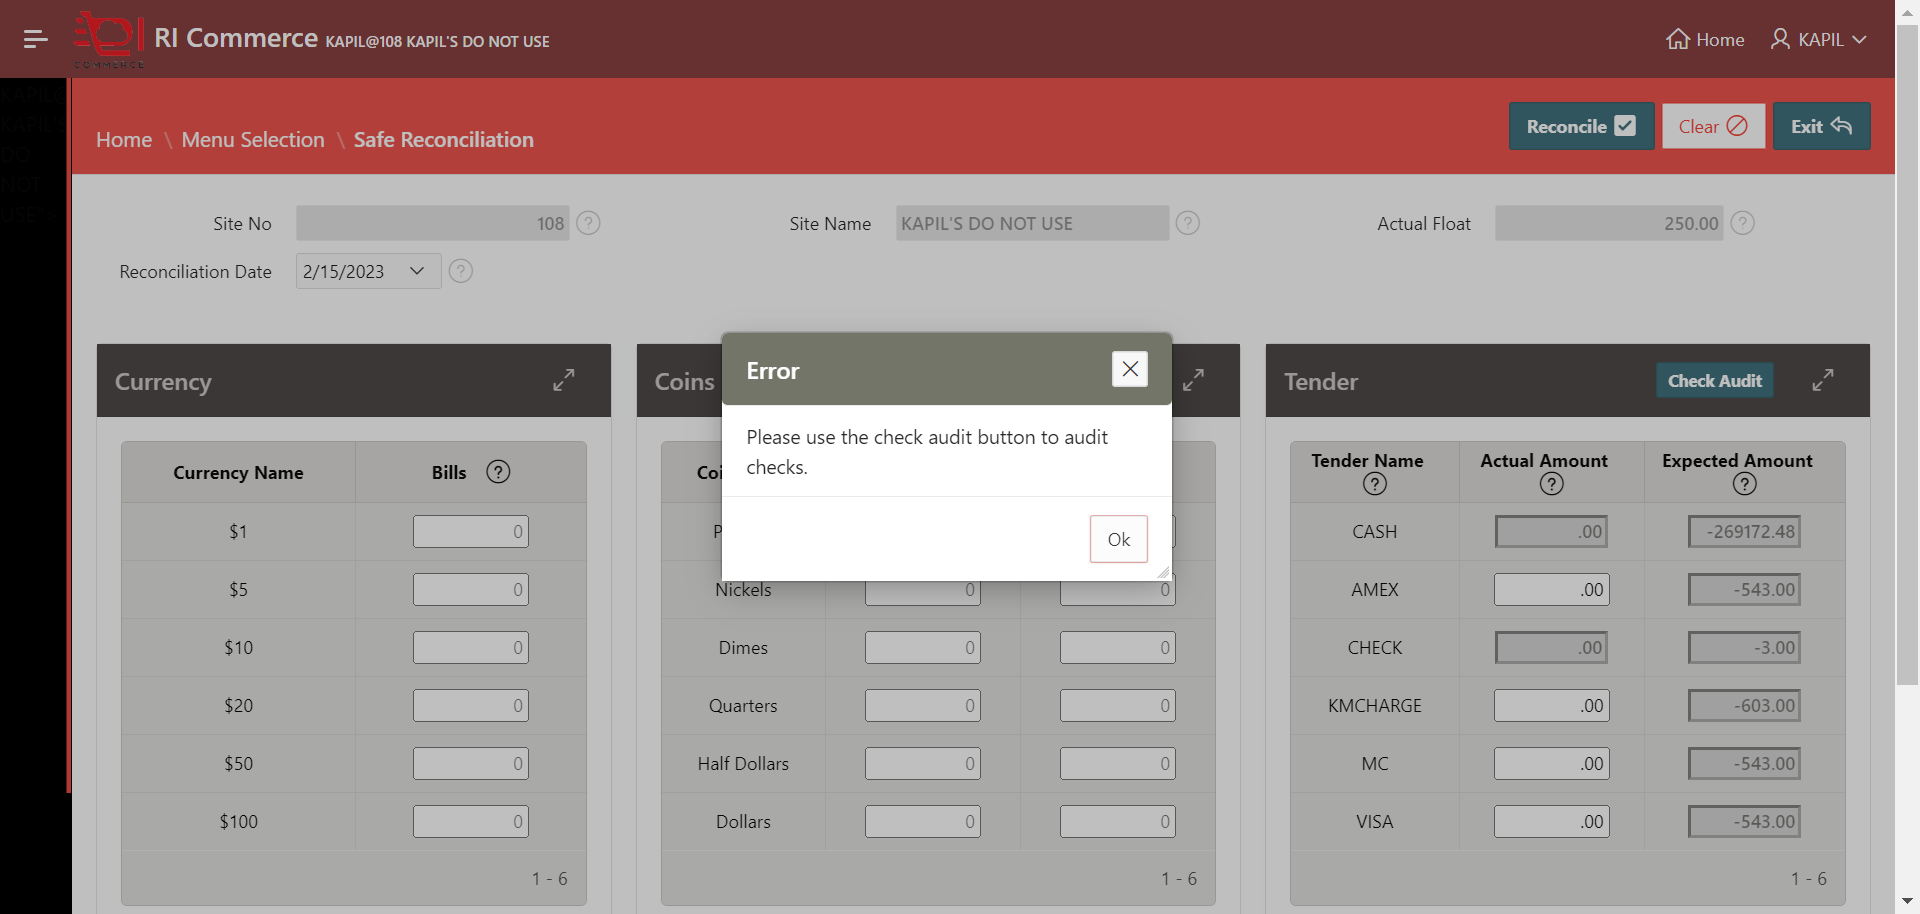 RI Commerce KAPIL@108 KAPIL'S DO NOT USE
COMMERCE
Home
KAPIL
KAPIL'S
DO
NOT
USE
Home \ Menu Selection \ Safe Reconciliation
Reconcile
Clear
Exit
Site No 108
Site Name KAPIL'S DO NOT USE
Actual Float 250.00
Reconciliation Date 2/15/2023
Currency
Currency Name Bills
$1 0
$5 0
$10 0
$20 0
$50 0
$100 0
1 - 6
Coins
Nickels 0 0
Dimes 0 0
Quarters 0 0
Half Dollars 0 0
Dollars 0 0
1 - 6
Error
Please use the check audit button to audit
checks.
Ok
Tender
Check Audit
Tender Name Actual Amount Expected Amount
CASH .00 -269172.48
AMEX .00 -543.00
CHECK .00 -3.00
KMCHARGE .00 -603.00
MC .00 -543.00
VISA .00 -543.00
1 - 6